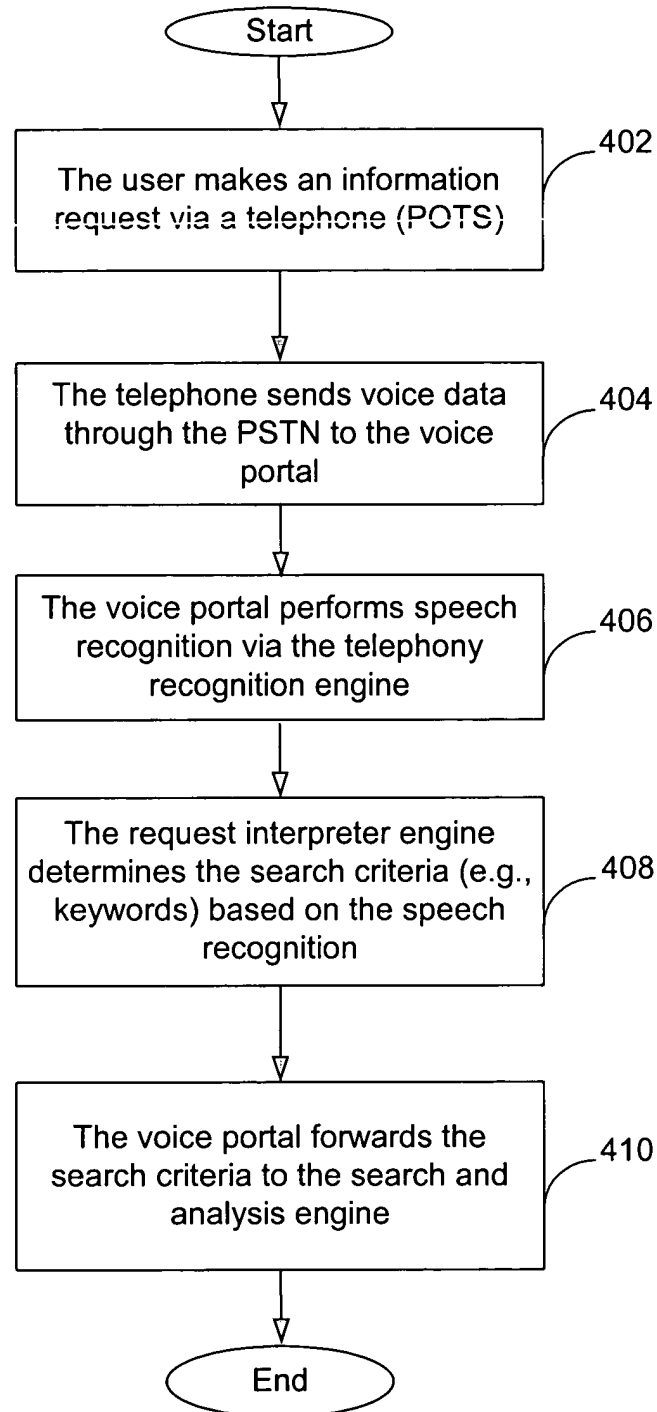 Start
402
The user makes an information
request via a telephone (POTS)
404
The telephone sends voice data
through the PSTN to the voice
portal
406
The voice portal performs speech
recognition via the telephony
recognition engine
408
The request interpreter engine
determines the search criteria (e.g.,
keywords) based on the speech
recognition
410
The voice portal forwards the
search criteria to the search and
analysis engine
End